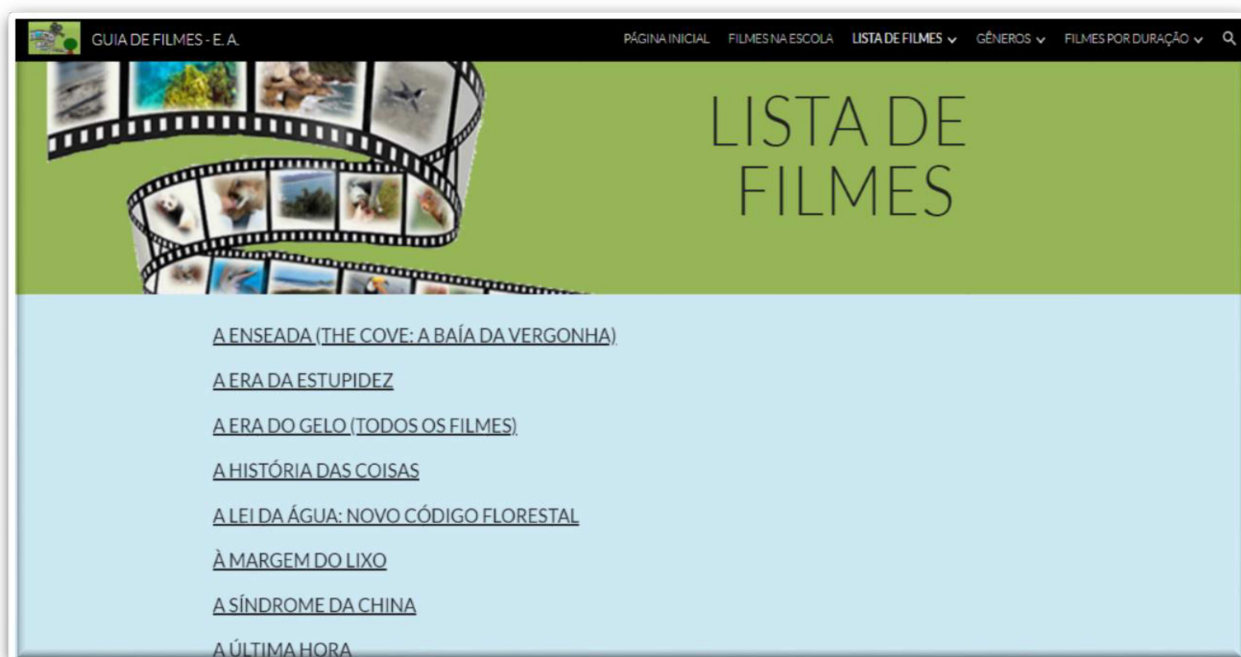 GUIA DE FILMES - E. A.
PÁGINA INICIAL FILMES NA ESCOLA LISTA DE FILMES GÊNEROS FILMES POR DURAÇÃO
LISTA DE
FILMES
A ENSEADA (THE COVE: A BAÍA DA VERGONHA)
A ERA DA ESTUPIDEZ
A ERA DO GELO (TODOS OS FILMES)
A HISTÓRIA DAS COISAS
A LEI DA ÁGUA: NOVO CÓDIGO FLORESTAL
À MARGEM DO LIXO
A SÍNDROME DA CHINA
A ÚLTIMA HORA